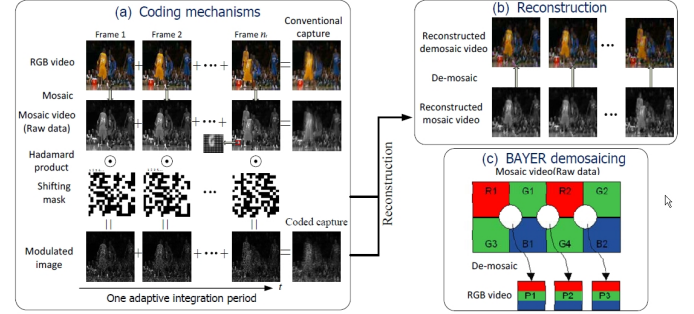 (a) Coding mechanisms
Frame 1
Frame 2
Frame n
Conventional
capture
RGB video
Mosaic
Mosaic video
(Raw data)
Hadamard
product
Shifting
mask
Coded capture
Modulated
image
t
One adaptive integration period
Reconstruction
(b) Reconstruction
Reconstructed
demosaic video
De-mosaic
Reconstructed
mosaic video
(c) BAYER demosaicing
Mosaic video(Raw data)
R1 G1 R2 G2
G3 B1 G4 B2
De-mosaic
RGB video
P1 P2 P3